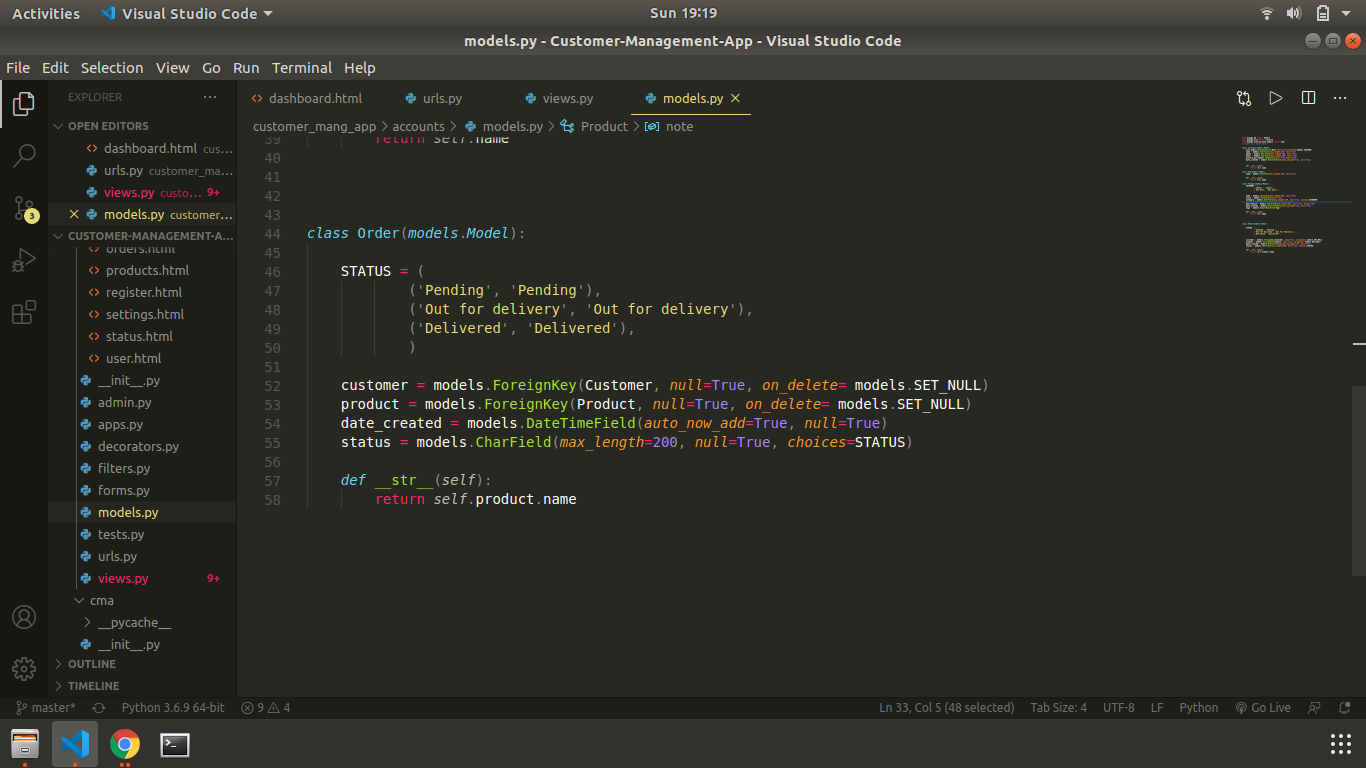 Activities Visual Studio Code Sun 19:19
models.py - Customer-Management-App - Visual Studio Code
File Edit Selection View Go Run Terminal Help
EXPLORER ···
dashboard.html urls.py views.py models.py
customer_mang_app > accounts > models.py > Product > note
OPEN EDITORS
dashboard.html cus...
urls.py customer_ma...
views.py custo... 9+
models.py customer...
CUSTOMER-MANAGEMENT-A...
orders.html
products.html
register.html
settings.html
status.html
user.html
__init__.py
admin.py
apps.py
decorators.py
filters.py
forms.py
models.py
tests.py
urls.py
views.py 9+
cma
__pycache__
__init__.py
OUTLINE
TIMELINE
3
39 return self.name
40
41
42
43
44 class Order(models.Model):
45
46 STATUS = (
47 ('Pending', 'Pending'),
48 ('Out for delivery', 'Out for delivery'),
49 ('Delivered', 'Delivered'),
50 )
51
52 customer = models.ForeignKey(Customer, null=True, on_delete= models.SET_NULL)
53 product = models.ForeignKey(Product, null=True, on_delete= models.SET_NULL)
54 date_created = models.DateTimeField(auto_now_add=True, null=True)
55 status = models.CharField(max_length=200, null=True, choices=STATUS)
56
57 def __str__(self):
58 return self.product.name
master* Python 3.6.9 64-bit 9 4 Ln 33, Col 5 (48 selected) Tab Size: 4 UTF-8 LF Python Go Live